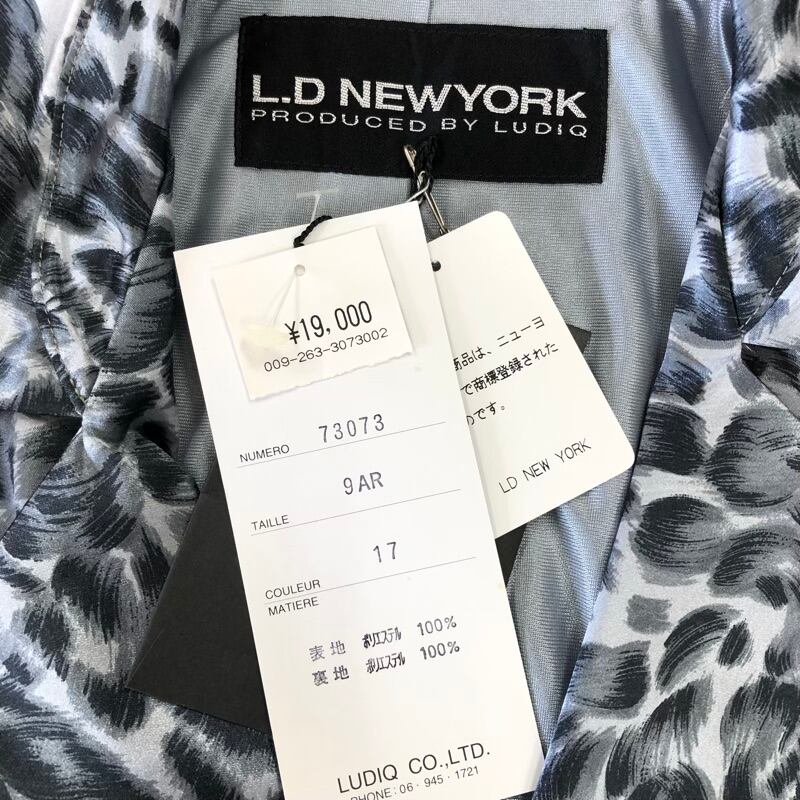 L.D NEWYORK
PRODUCED BY LUDIQ
¥19,000
009-263-3073002
NUMERO 73073
TAILLE 9AR
COULEUR 17
MATIERE
表地 ポリエステル 100%
裏地 ポリエステル 100%
LUDIQ CO.,LTD.
PHONE: 06・945・1721
商品は、ニューヨ
で商標登録された
のです。
LD NEW YORK